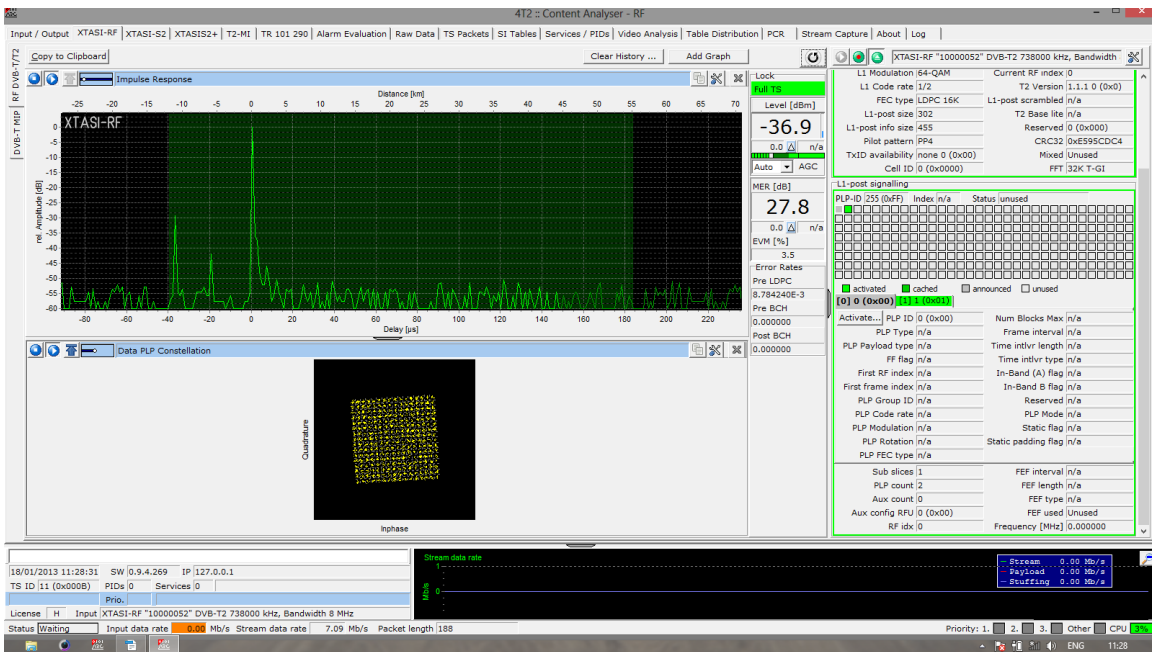 4T2 :: Content Analyser - RF
Input / Output XTASI-RF XTASI-S2 XTASIS2+ T2-MI TR 101 290 Alarm Evaluation Raw Data TS Packets SI Tables Services / PIDs Video Analysis Table Distribution PCR Stream Capture About Log
RF DVB-T/T2
DVB-T MIP
Copy to Clipboard Clear History ... Add Graph
XTASI-RF "10000052" DVB-T2 738000 kHz, Bandwidth
Impulse Response
Distance [km]
-25 -20 -15 -10 -5 0 5 10 15 20 25 30 35 40 45 50 55 60 65 70
XTASI-RF
rel. Amplitude [dB]
0
-5
-10
-15
-20
-25
-30
-35
-40
-45
-50
-55
-60
-80 -60 -40 -20 0 20 40 60 80 100 120 140 160 180 200 220
Delay [µs]
Data PLP Constellation
Quadrature
Inphase
Lock
Full TS
Level [dBm]
-36.9
0.0 n/a
Auto AGC
MER [dB]
27.8
0.0 n/a
EVM [%]
3.5
Error Rates
Pre LDPC
8.784240E-3
Pre BCH
0.000000
Post BCH
0.000000
L1 Modulation 64-QAM Current RF index 0
L1 Code rate 1/2 T2 Version 1.1.1 0 (0x0)
FEC type LDPC 16K L1-post scrambled n/a
L1-post size 302 T2 Base lite n/a
L1-post info size 455 Reserved 0 (0x000)
Pilot pattern PP4 CRC32 0xE595CDC4
TxID availability none 0 (0x00) Mixed Unused
Cell ID 0 (0x0000) FFT 32K T-GI
L1-post signalling
PLP-ID 255 (0xFF) Index n/a Status unused
activated cached announced unused
[0] 0 (0x00) [1] 1 (0x01)
Activate... PLP ID 0 (0x00) Num Blocks Max n/a
PLP Type n/a Frame interval n/a
PLP Payload type n/a Time intlvr length n/a
FF flag n/a Time intlvr type n/a
First RF index n/a In-Band (A) flag n/a
First frame index n/a In-Band B flag n/a
PLP Group ID n/a Reserved n/a
PLP Code rate n/a PLP Mode n/a
PLP Modulation n/a Static flag n/a
PLP Rotation n/a Static padding flag n/a
PLP FEC type n/a
Sub slices 1 FEF interval n/a
PLP count 2 FEF length n/a
Aux count 0 FEF type n/a
Aux config RFU 0 (0x00) FEF used Unused
RF idx 0 Frequency [MHz] 0.000000
18/01/2013 11:28:31 SW 0.9.4.269 IP 127.0.0.1
TS ID 11 (0x000B) PIDs 0 Services 0
Prio.
License H Input XTASI-RF "10000052" DVB-T2 738000 kHz, Bandwidth 8 MHz
Stream data rate
Mb/s
1
0
Stream 0.00 Mb/s
Payload 0.00 Mb/s
Stuffing 0.00 Mb/s
Status Waiting Input data rate 0.00 Mb/s Stream data rate 7.09 Mb/s Packet length 188 Priority: 1. 2. 3. Other CPU 3%
ENG 11:28